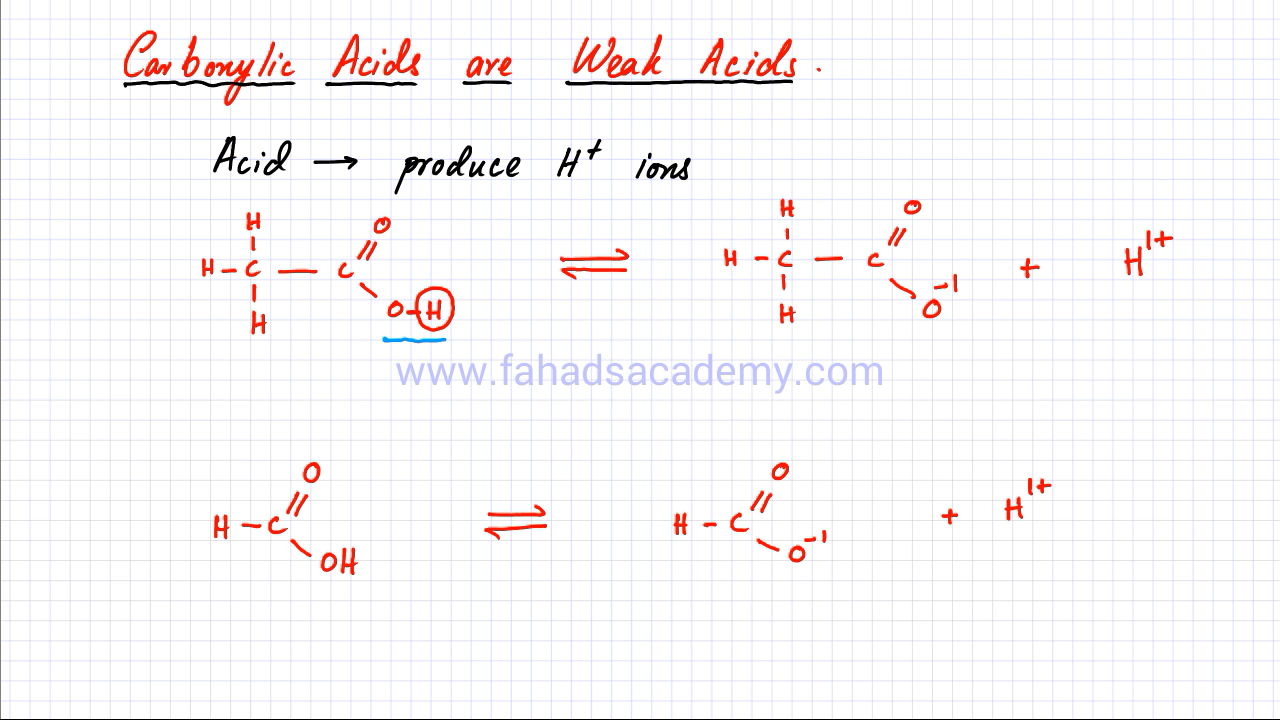 Carbonylic Acids are Weak Acids.
Acid → produce H⁺ ions
H H O
O
H – C – C ⇌ H – C – C + H¹⁺
H O–H H O⁻¹
www.fahadsacademy.com
O O
H – C ⇌ H – C + H¹⁺
OH O⁻¹